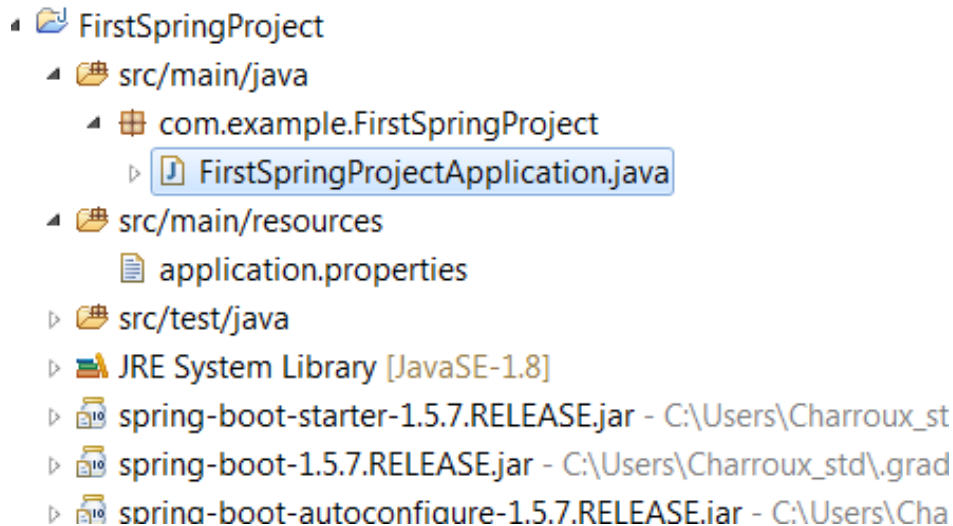 FirstSpringProject
src/main/java
com.example.FirstSpringProject
FirstSpringProjectApplication.java
src/main/resources
application.properties
src/test/java
JRE System Library [JavaSE-1.8]
spring-boot-starter-1.5.7.RELEASE.jar - C:\Users\Charroux_st
spring-boot-1.5.7.RELEASE.jar - C:\Users\Charroux_std\.grad
spring-boot-autoconfigure-1.5.7.RELEASE.jar - C:\Users\Cha